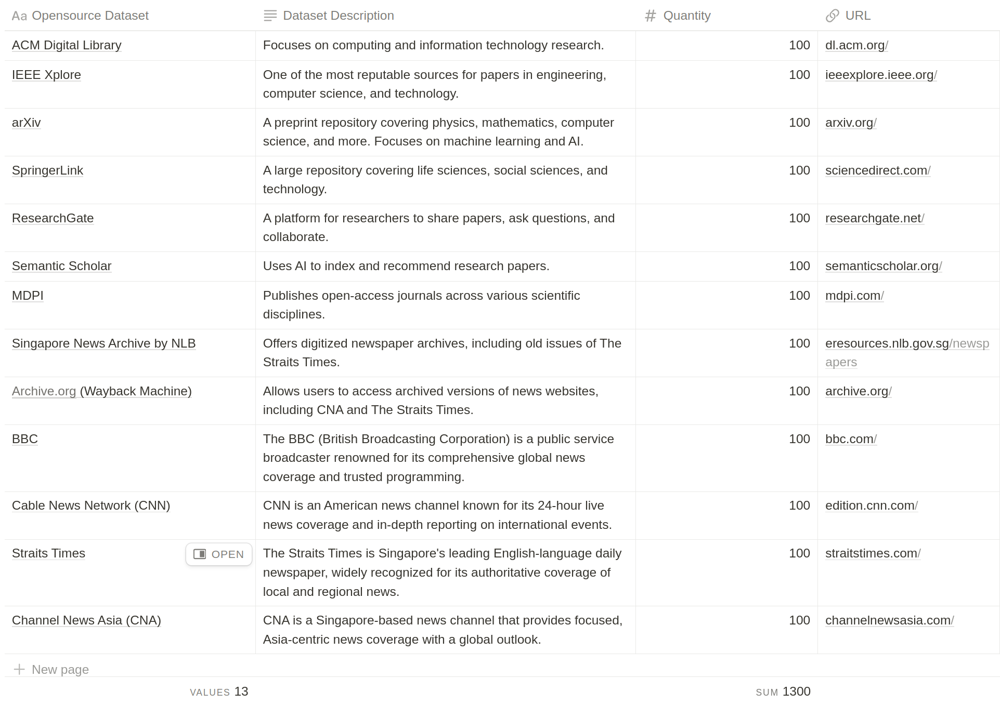 Aa Opensource Dataset Dataset Description # Quantity URL
ACM Digital Library Focuses on computing and information technology research. 100 dl.acm.org/
IEEE Xplore One of the most reputable sources for papers in engineering, 100 ieeexplore.ieee.org/
computer science, and technology.
arXiv A preprint repository covering physics, mathematics, computer 100 arxiv.org/
science, and more. Focuses on machine learning and AI.
SpringerLink A large repository covering life sciences, social sciences, and 100 sciencedirect.com/
technology.
ResearchGate A platform for researchers to share papers, ask questions, and 100 researchgate.net/
collaborate.
Semantic Scholar Uses AI to index and recommend research papers. 100 semanticscholar.org/
MDPI Publishes open-access journals across various scientific 100 mdpi.com/
disciplines.
Singapore News Archive by NLB Offers digitized newspaper archives, including old issues of The 100 eresources.nlb.gov.sg/newsp
Straits Times. apers
Archive.org (Wayback Machine) Allows users to access archived versions of news websites, 100 archive.org/
including CNA and The Straits Times.
BBC The BBC (British Broadcasting Corporation) is a public service 100 bbc.com/
broadcaster renowned for its comprehensive global news
coverage and trusted programming.
Cable News Network (CNN) CNN is an American news channel known for its 24-hour live 100 edition.cnn.com/
news coverage and in-depth reporting on international events.
Straits Times OPEN The Straits Times is Singapore's leading English-language daily 100 straitstimes.com/
newspaper, widely recognized for its authoritative coverage of
local and regional news.
Channel News Asia (CNA) CNA is a Singapore-based news channel that provides focused, 100 channelnewsasia.com/
Asia-centric news coverage with a global outlook.
New page
VALUES 13 SUM 1300